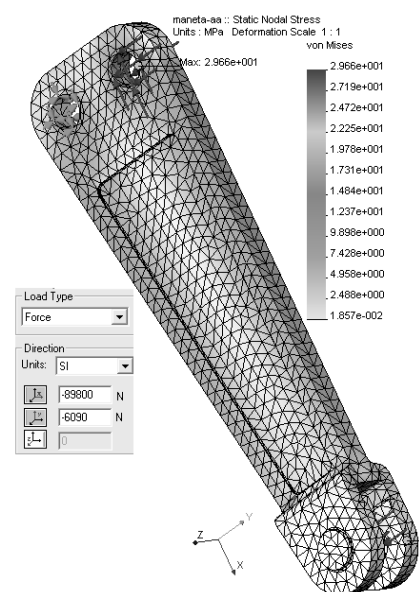 maneta-aa :: Static Nodal Stress
Units : MPa Deformation Scale 1 : 1
von Mises
Max: 2.966e+001
2.966e+001
2.719e+001
2.472e+001
2.225e+001
1.978e+001
1.731e+001
1.484e+001
1.237e+001
9.898e+000
7.428e+000
4.958e+000
2.488e+000
1.857e-002
Load Type
Force
Direction
Units: SI
X -89800 N
Y -6090 N
Z 0
Z
Y
X